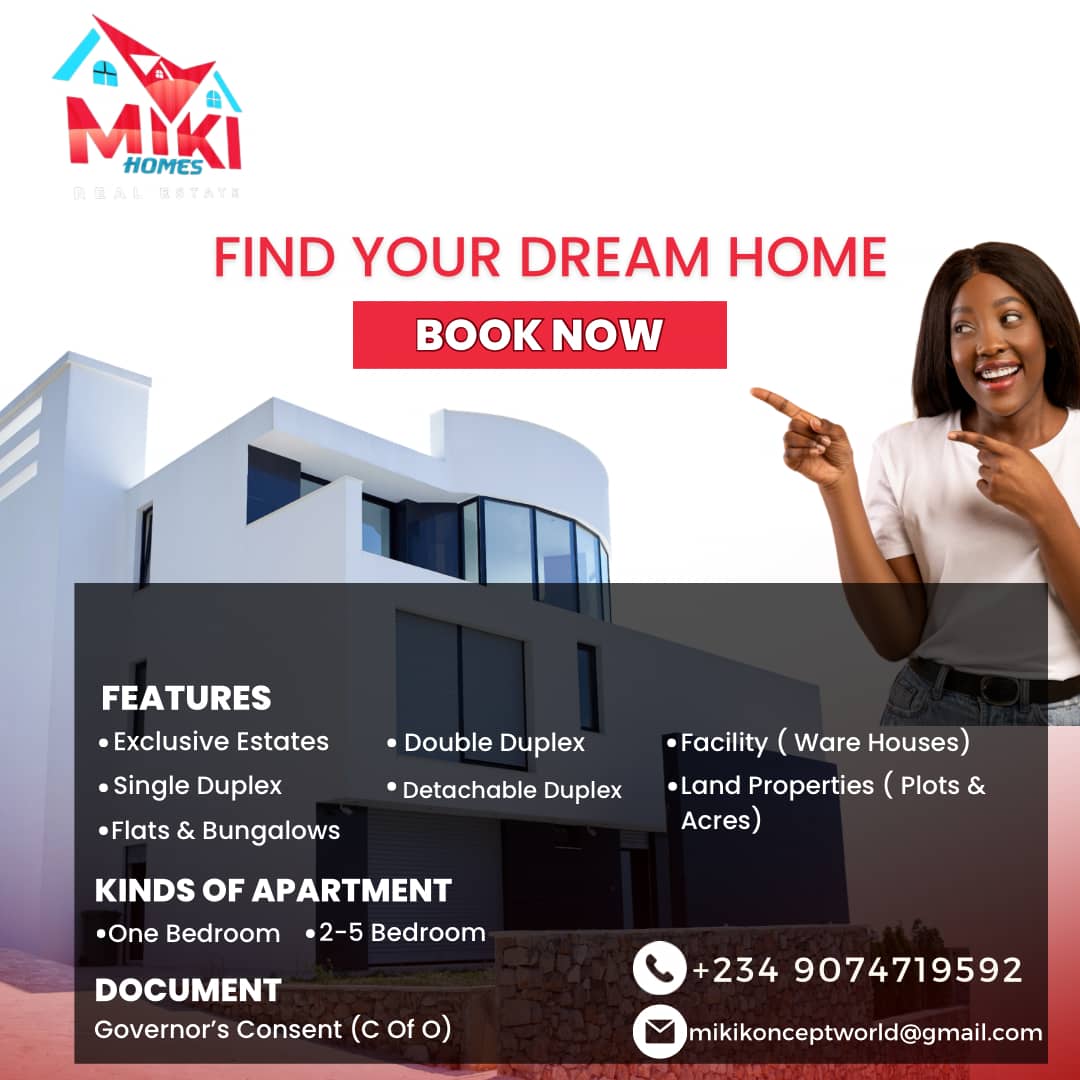 MIKI
HOMES
REAL ESTATE
FIND YOUR DREAM HOME
BOOK NOW
FEATURES
•Exclusive Estates
•Single Duplex
•Flats & Bungalows
•Double Duplex
•Detachable Duplex
•Facility ( Ware Houses)
•Land Properties ( Plots &
Acres)
KINDS OF APARTMENT
•One Bedroom •2-5 Bedroom
DOCUMENT
Governor’s Consent (C Of O)
+234 9074719592
mikikonceptworld@gmail.com